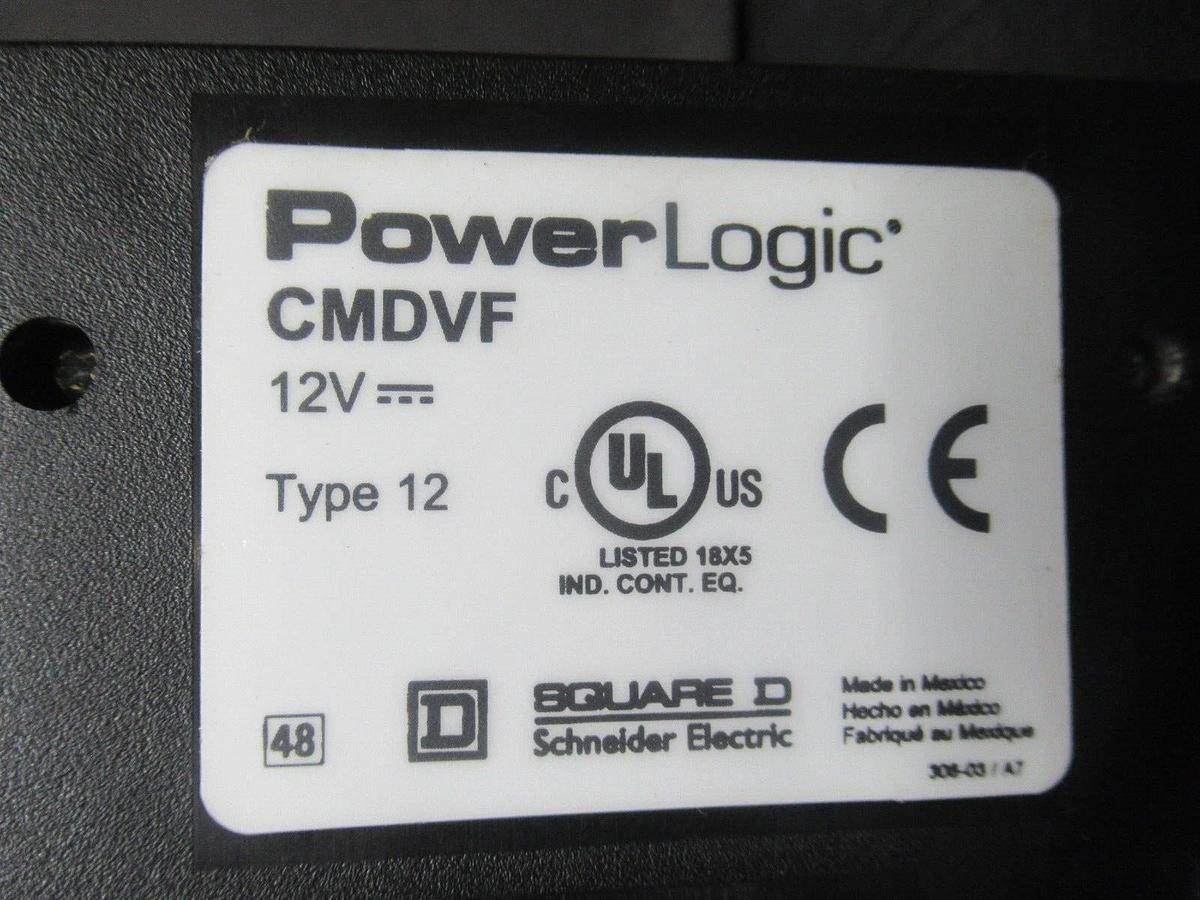 PowerLogic®
CMDVF
12V ⎓
Type 12
C UL US
LISTED 18X5
IND. CONT. EQ.
CE
48
D
SQUARE D
Schneider Electric
Made in Mexico
Hecho en México
Fabriqué au Mexique
306-03 / A7